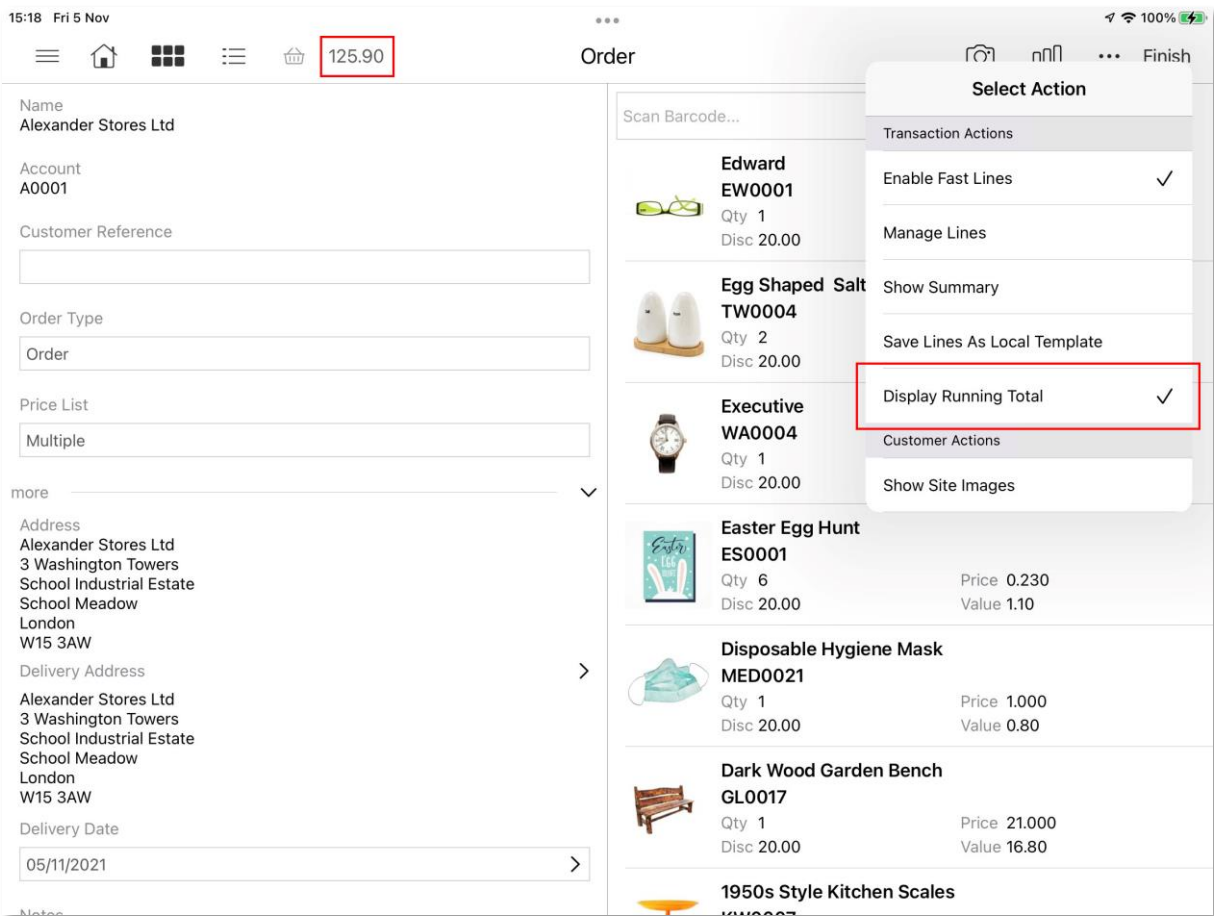 15:18 Fri 5 Nov
100%
125.90
Order
Finish
Name
Alexander Stores Ltd
Account
A0001
Customer Reference
Order Type
Order
Price List
Multiple
more
Address
Alexander Stores Ltd
3 Washington Towers
School Industrial Estate
School Meadow
London
W15 3AW
Delivery Address
Alexander Stores Ltd
3 Washington Towers
School Industrial Estate
School Meadow
London
W15 3AW
Delivery Date
05/11/2021
Notes
Scan Barcode...
Edward
EW0001
Qty 1
Disc 20.00
Egg Shaped Salt
TW0004
Qty 2
Disc 20.00
Executive
WA0004
Qty 1
Disc 20.00
Easter
EGG
HUNT
Easter Egg Hunt
ES0001
Qty 6 Price 0.230
Disc 20.00 Value 1.10
Disposable Hygiene Mask
MED0021
Qty 1 Price 1.000
Disc 20.00 Value 0.80
Dark Wood Garden Bench
GL0017
Qty 1 Price 21.000
Disc 20.00 Value 16.80
1950s Style Kitchen Scales
Select Action
Transaction Actions
Enable Fast Lines
Manage Lines
Show Summary
Save Lines As Local Template
Display Running Total
Customer Actions
Show Site Images